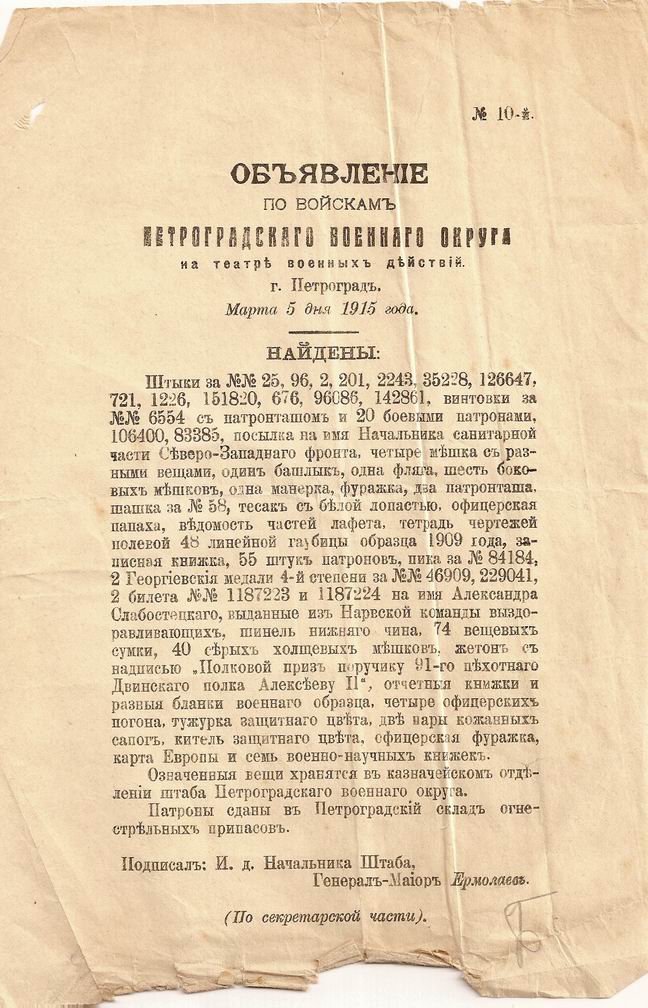 № 10-й.
ОБЪЯВЛЕНІЕ
ПО ВОЙСКАМЪ
ПЕТРОГРАДСКАГО ВОЕННАГО ОКРУГА
на театрѣ военныхъ дѣйствій.
г. Петроградъ.
Марта 5 дня 1915 года.
НАЙДЕНЫ:
Штыки за №№ 25, 96, 2, 201, 2243, 35228, 126647,
721, 1226, 151820, 676, 96086, 142861, винтовки за
№№ 6554 съ патронташомъ и 20 боевыми патронами,
106400, 83385, посылка на имя Начальника санитарной
части Сѣверо-Западнаго фронта, четыре мѣшка съ раз-
ными вещами, одинъ башлыкъ, одна фляга, шесть боко-
выхъ мѣшковъ, одна манерка, фуражка, два патронташа,
шашка за № 58, тесакъ съ бѣлой лопастью, офицерская
папаха, вѣдомость частей лафета, тетрадь чертежей
полевой 48 линейной гаубицы образца 1909 года, за-
писная книжка, 55 штукъ патроновъ, пика за № 84184,
2 Георгіевскія медали 4-й степени за №№ 46909, 229041,
2 билета №№ 1187223 и 1187224 на имя Александра
Слабостецкаго, выданные изъ Нарвской команды выздо-
равливающихъ, шинель нижняго чина, 74 вещевыхъ
сумки, 40 сѣрыхъ холщевыхъ мѣшковъ, жетонъ съ
надписью „Полковой призъ поручику 91-го пѣхотнаго
Двинскаго полка Алексѣеву II“, отчетныя книжки и
разныя бланки военнаго образца, четыре офицерскихъ
погона, тужурка защитнаго цвѣта, двѣ пары кожанныхъ
сапогъ, китель защитнаго цвѣта, офицерская фуражка,
карта Европы и семь военно-научныхъ книжекъ.
Означенныя вещи хранятся въ казначейскомъ отдѣ-
леніи штаба Петроградскаго военнаго округа.
Патроны сданы въ Петроградскій складъ огне-
стрѣльныхъ припасовъ.
Подписалъ: И. д. Начальника Штаба,
Генералъ-Маіоръ Ермолаевъ.
(По секретарской части).